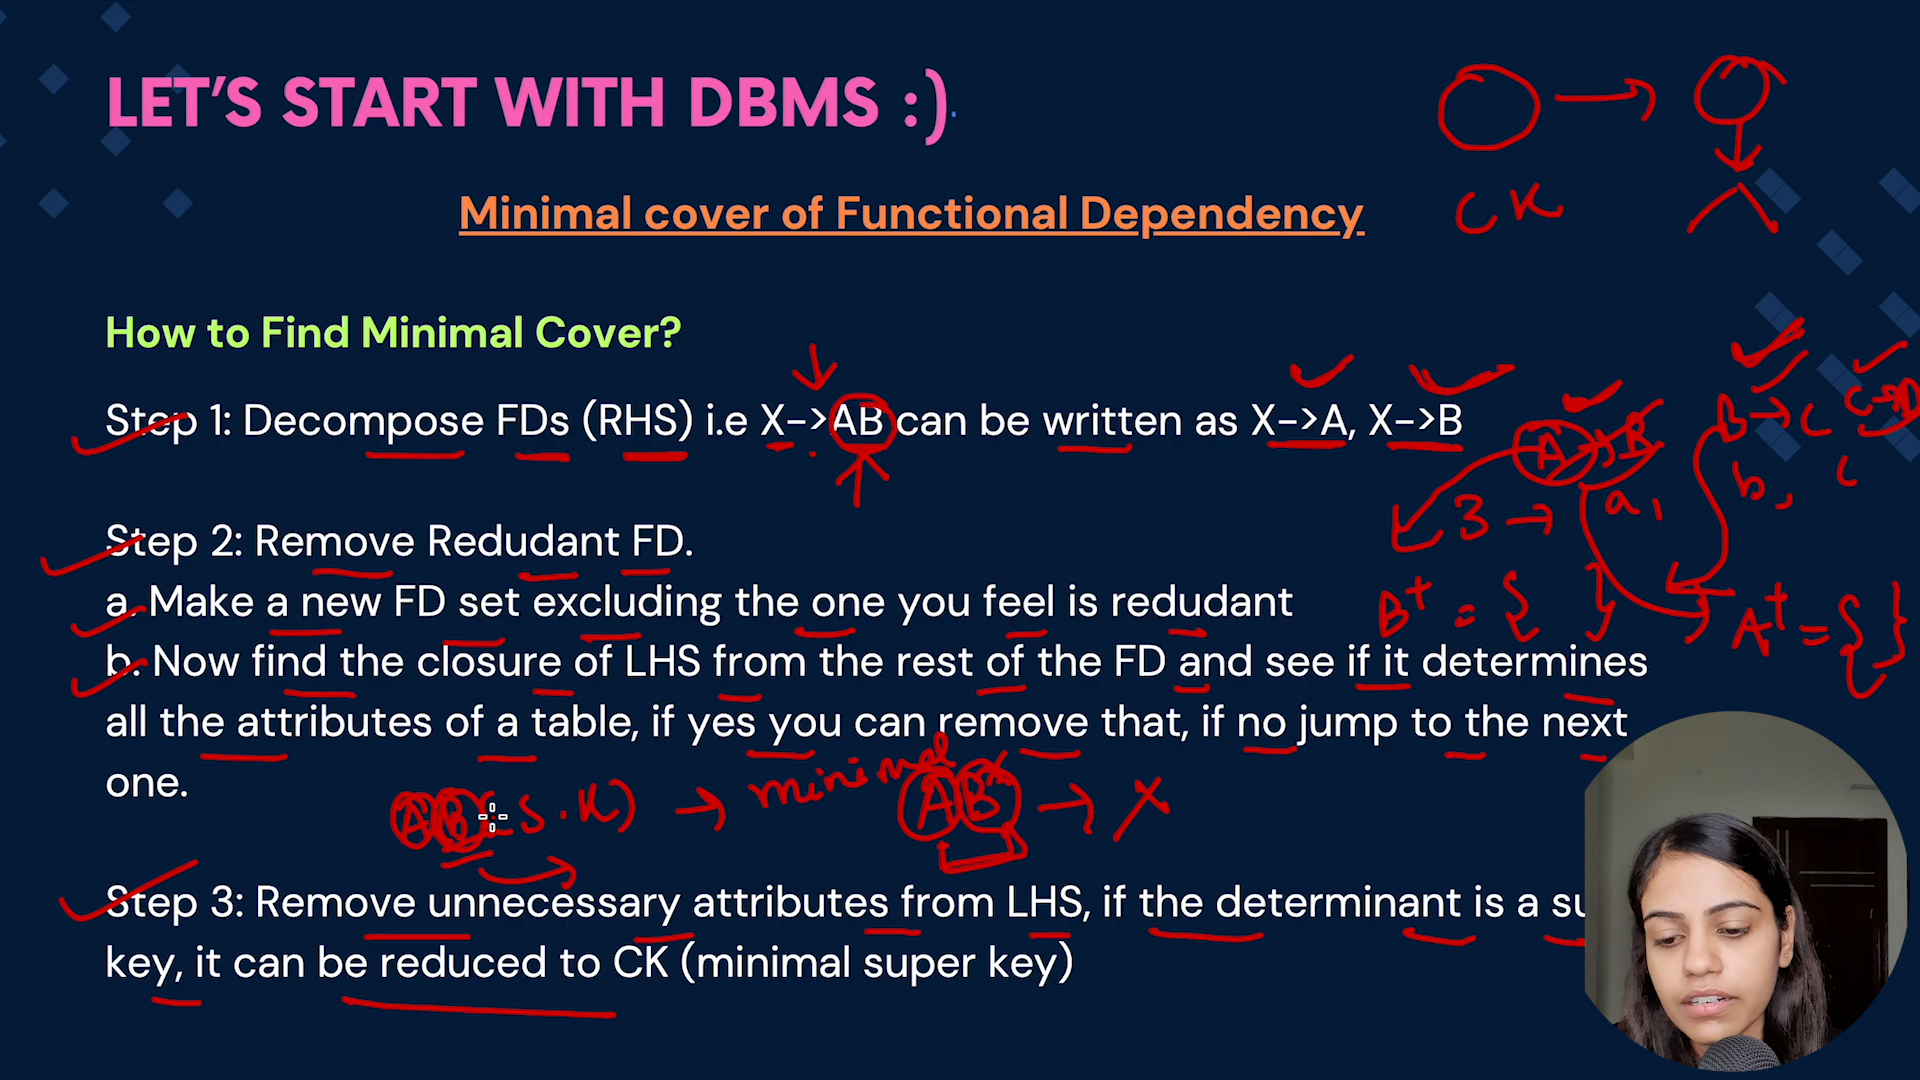 LET'S START WITH DBMS :)
Minimal cover of Functional Dependency
CK
How to Find Minimal Cover?
Step 1: Decompose FDs (RHS) i.e X->AB can be written as X->A, X->B
A → B
B → C
C → D
3 →
a,
b, c
Step 2: Remove Redudant FD.
a. Make a new FD set excluding the one you feel is redudant
B+ = { }
A+ = { }
b. Now find the closure of LHS from the rest of the FD and see if it determines
all the attributes of a table, if yes you can remove that, if no jump to the next
one.
AB (S.K) → minimal
AB → X
Step 3: Remove unnecessary attributes from LHS, if the determinant is a su
key, it can be reduced to CK (minimal super key)